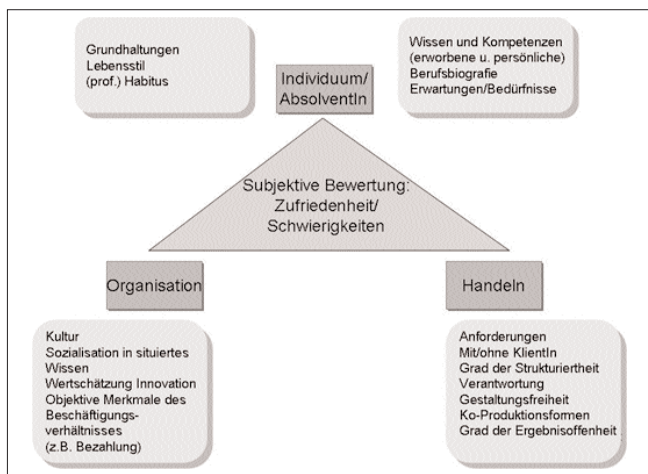 Grundhaltungen
Lebensstil
(prof.) Habitus
Individuum/
AbsolventIn
Wissen und Kompetenzen
(erworbene u. persönliche)
Berufsbiografie
Erwartungen/Bedürfnisse
Subjektive Bewertung:
Zufriedenheit/
Schwierigkeiten
Organisation
Handeln
Kultur
Sozialisation in situiertes
Wissen
Wertschätzung Innovation
Objektive Merkmale des
Beschäftigungs-
verhältnisses
(z.B. Bezahlung)
Anforderungen
Mit/ohne KlientIn
Grad der Strukturiertheit
Verantwortung
Gestaltungsfreiheit
Ko-Produktionsformen
Grad der Ergebnisoffenheit